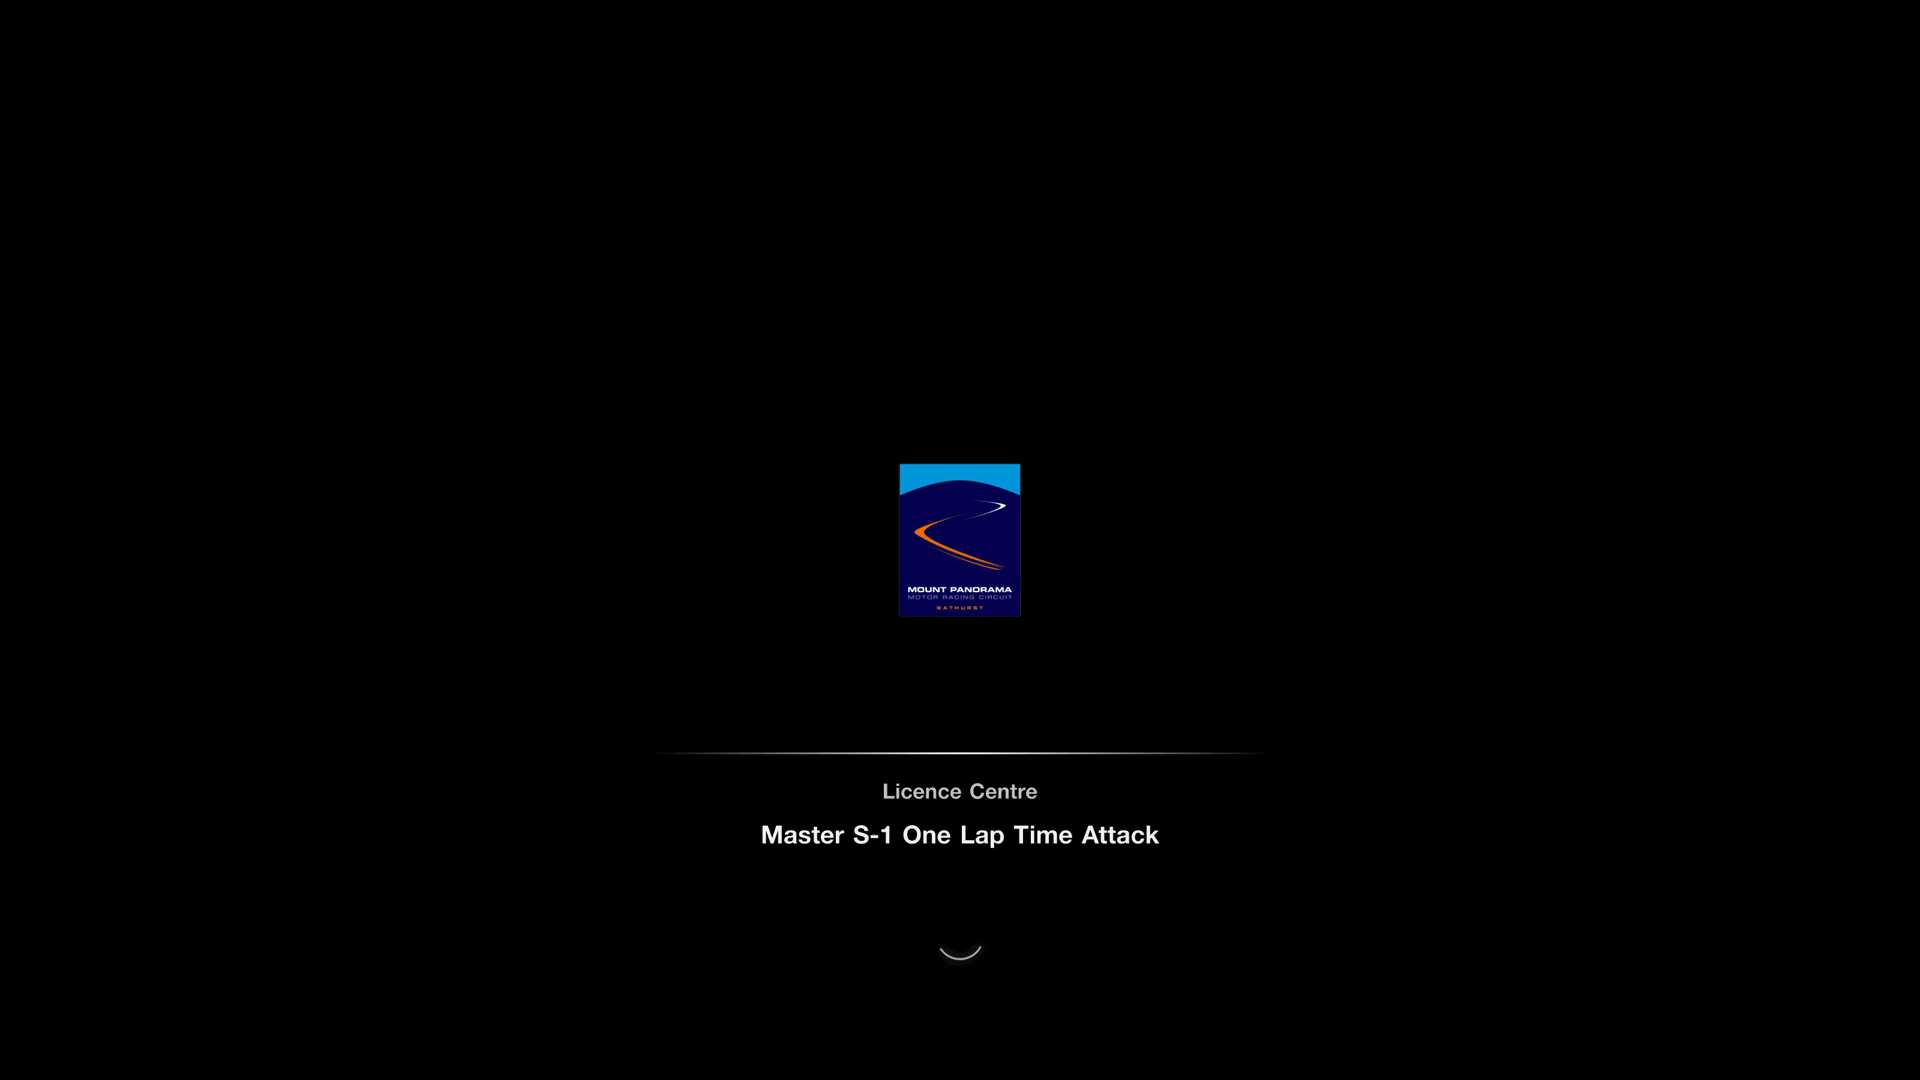 MOUNT PANORAMA
MOTOR RACING CIRCUIT
BATHURST
Licence Centre
Master S-1 One Lap Time Attack